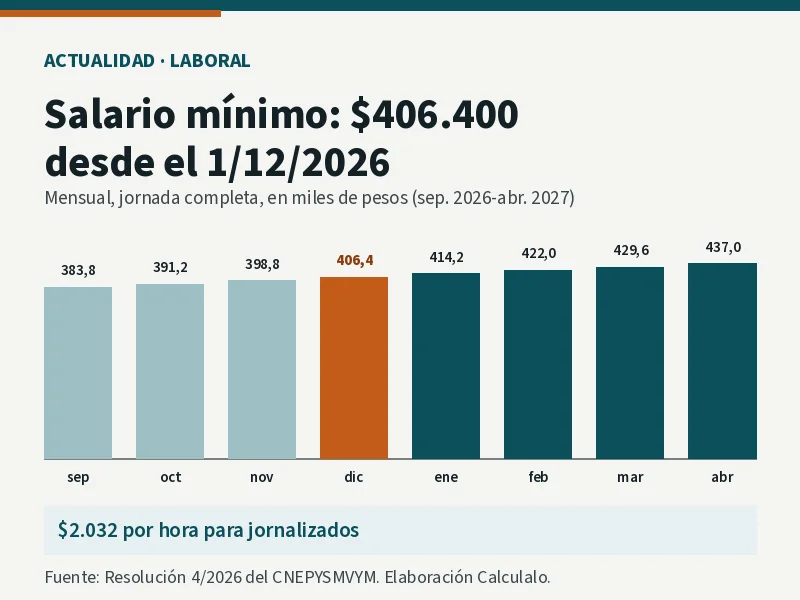 ACTUALIDAD · LABORAL
Salario mínimo: $406.400
desde el 1/12/2026
Mensual, jornada completa, en miles de pesos (sep. 2026-abr. 2027)
383,8 391,2 398,8 406,4 414,2 422,0 429,6 437,0
sep oct nov dic ene feb mar abr
$2.032 por hora para jornalizados
Fuente: Resolución 4/2026 del CNEPYSMVYM. Elaboración Calculalo.